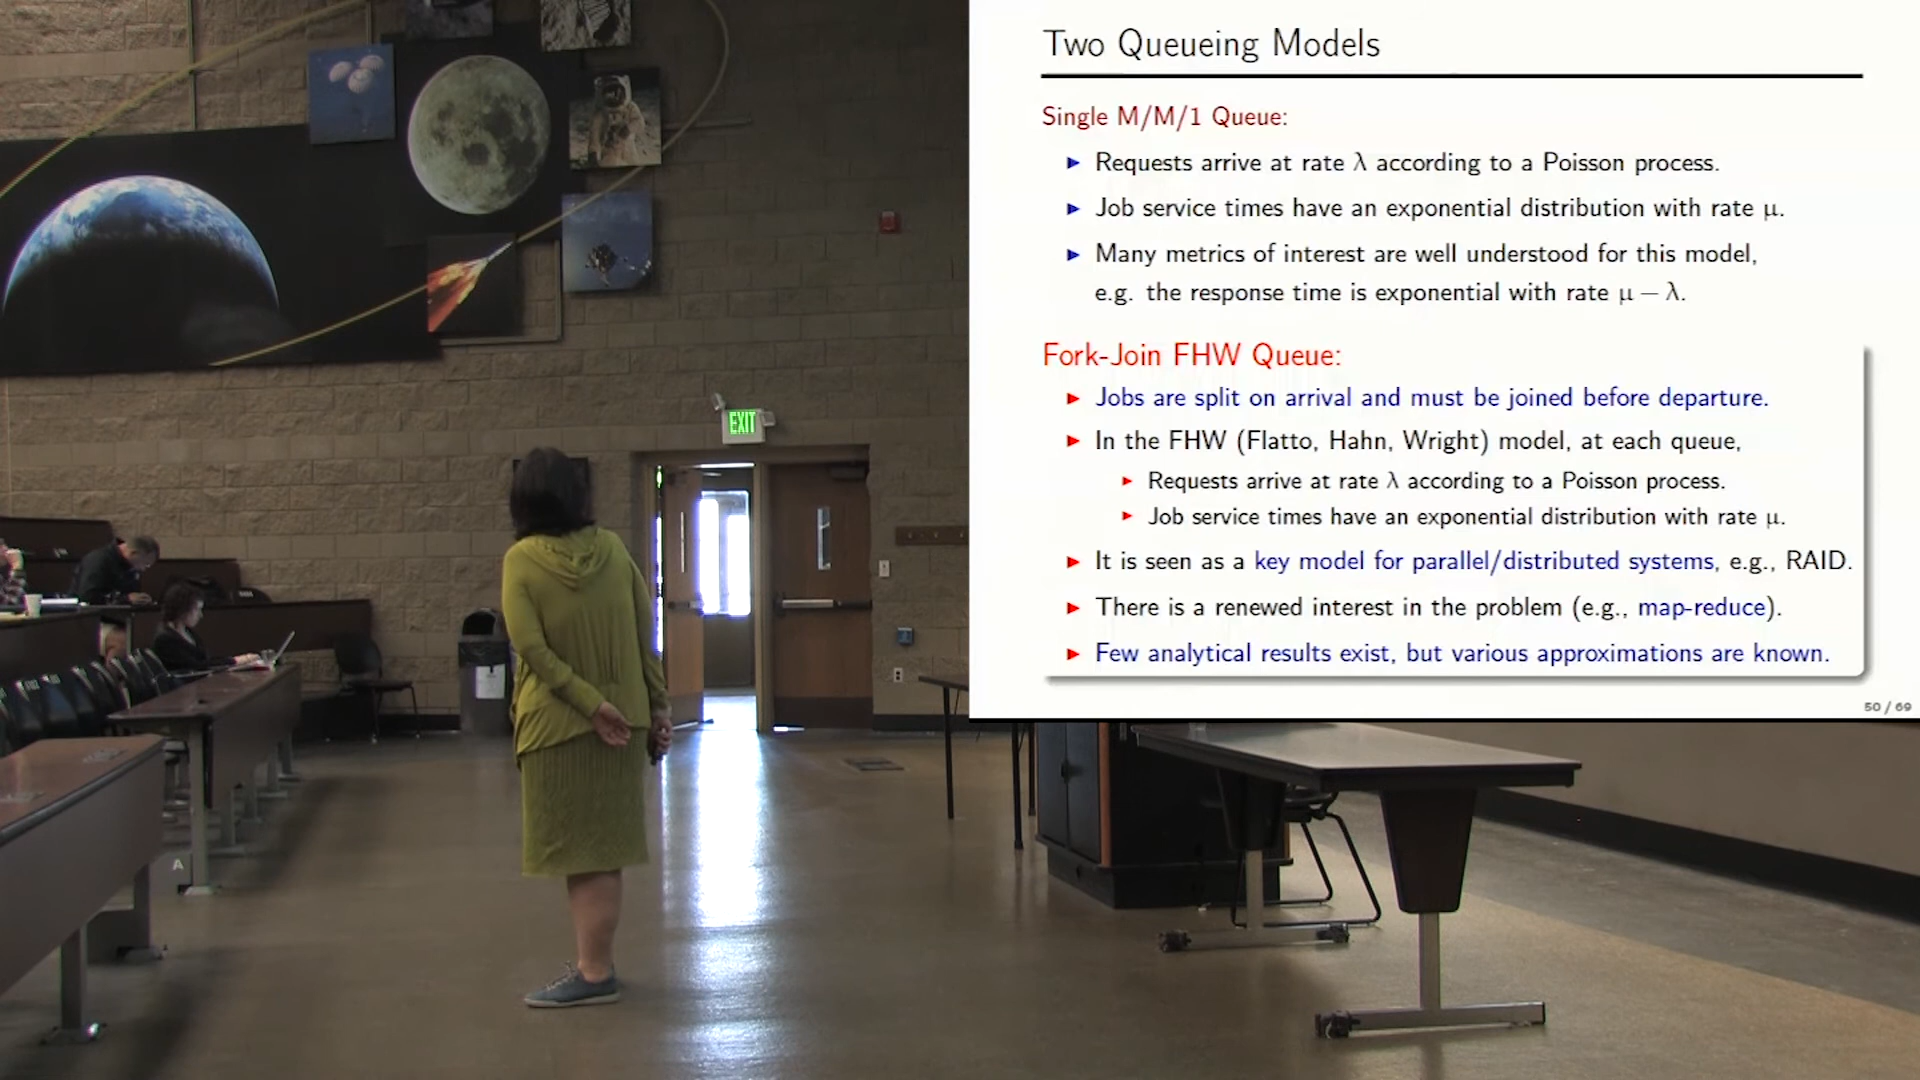 Two Queueing Models
Single M/M/1 Queue:
▶ Requests arrive at rate λ according to a Poisson process.
▶ Job service times have an exponential distribution with rate μ.
▶ Many metrics of interest are well understood for this model,
e.g. the response time is exponential with rate μ − λ.
Fork-Join FHW Queue:
▶ Jobs are split on arrival and must be joined before departure.
▶ In the FHW (Flatto, Hahn, Wright) model, at each queue,
▶ Requests arrive at rate λ according to a Poisson process.
▶ Job service times have an exponential distribution with rate μ.
▶ It is seen as a key model for parallel/distributed systems, e.g., RAID.
▶ There is a renewed interest in the problem (e.g., map-reduce).
▶ Few analytical results exist, but various approximations are known.
50 / 69
EXIT
A